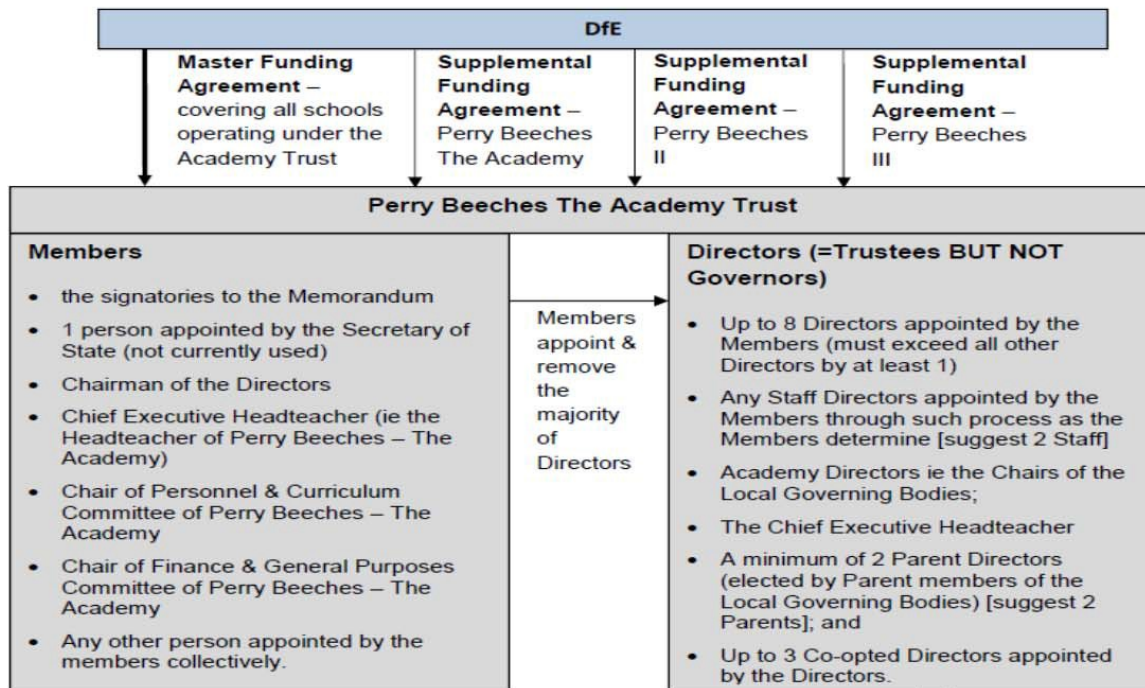 DfE
Master Funding
Agreement –
covering all schools
operating under the
Academy Trust
Supplemental
Funding
Agreement –
Perry Beeches
The Academy
Supplemental
Funding
Agreement –
Perry Beeches
II
Supplemental
Funding
Agreement –
Perry Beeches
III
Perry Beeches The Academy Trust
Members
• the signatories to the Memorandum
• 1 person appointed by the Secretary of
State (not currently used)
• Chairman of the Directors
• Chief Executive Headteacher (ie the
Headteacher of Perry Beeches – The
Academy)
• Chair of Personnel & Curriculum
Committee of Perry Beeches – The
Academy
• Chair of Finance & General Purposes
Committee of Perry Beeches – The
Academy
• Any other person appointed by the
members collectively.
Members
appoint &
remove
the
majority
of
Directors
Directors (=Trustees BUT NOT
Governors)
• Up to 8 Directors appointed by the
Members (must exceed all other
Directors by at least 1)
• Any Staff Directors appointed by the
Members through such process as the
Members determine [suggest 2 Staff]
• Academy Directors ie the Chairs of the
Local Governing Bodies;
• The Chief Executive Headteacher
• A minimum of 2 Parent Directors
(elected by Parent members of the
Local Governing Bodies) [suggest 2
Parents]; and
• Up to 3 Co-opted Directors appointed
by the Directors.